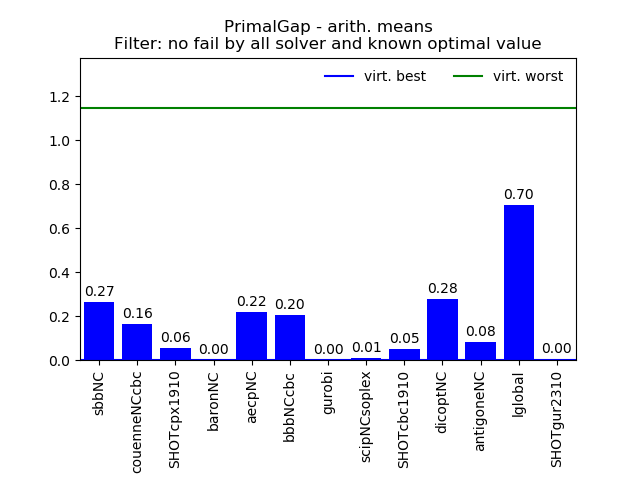 PrimalGap - arith. means
Filter: no fail by all solver and known optimal value
virt. best
virt. worst
1.2
1.0
0.8
0.6
0.4
0.2
0.0
0.27
0.16
0.06
0.00
0.22
0.20
0.00
0.01
0.05
0.28
0.08
0.70
0.00
sbbNC
couenneNCcbc
SHOTcpx1910
baronNC
aecpNC
bbbNCcbc
gurobi
scipNCsoplex
SHOTcbc1910
dicoptNC
antigoneNC
lglobal
SHOTgur2310